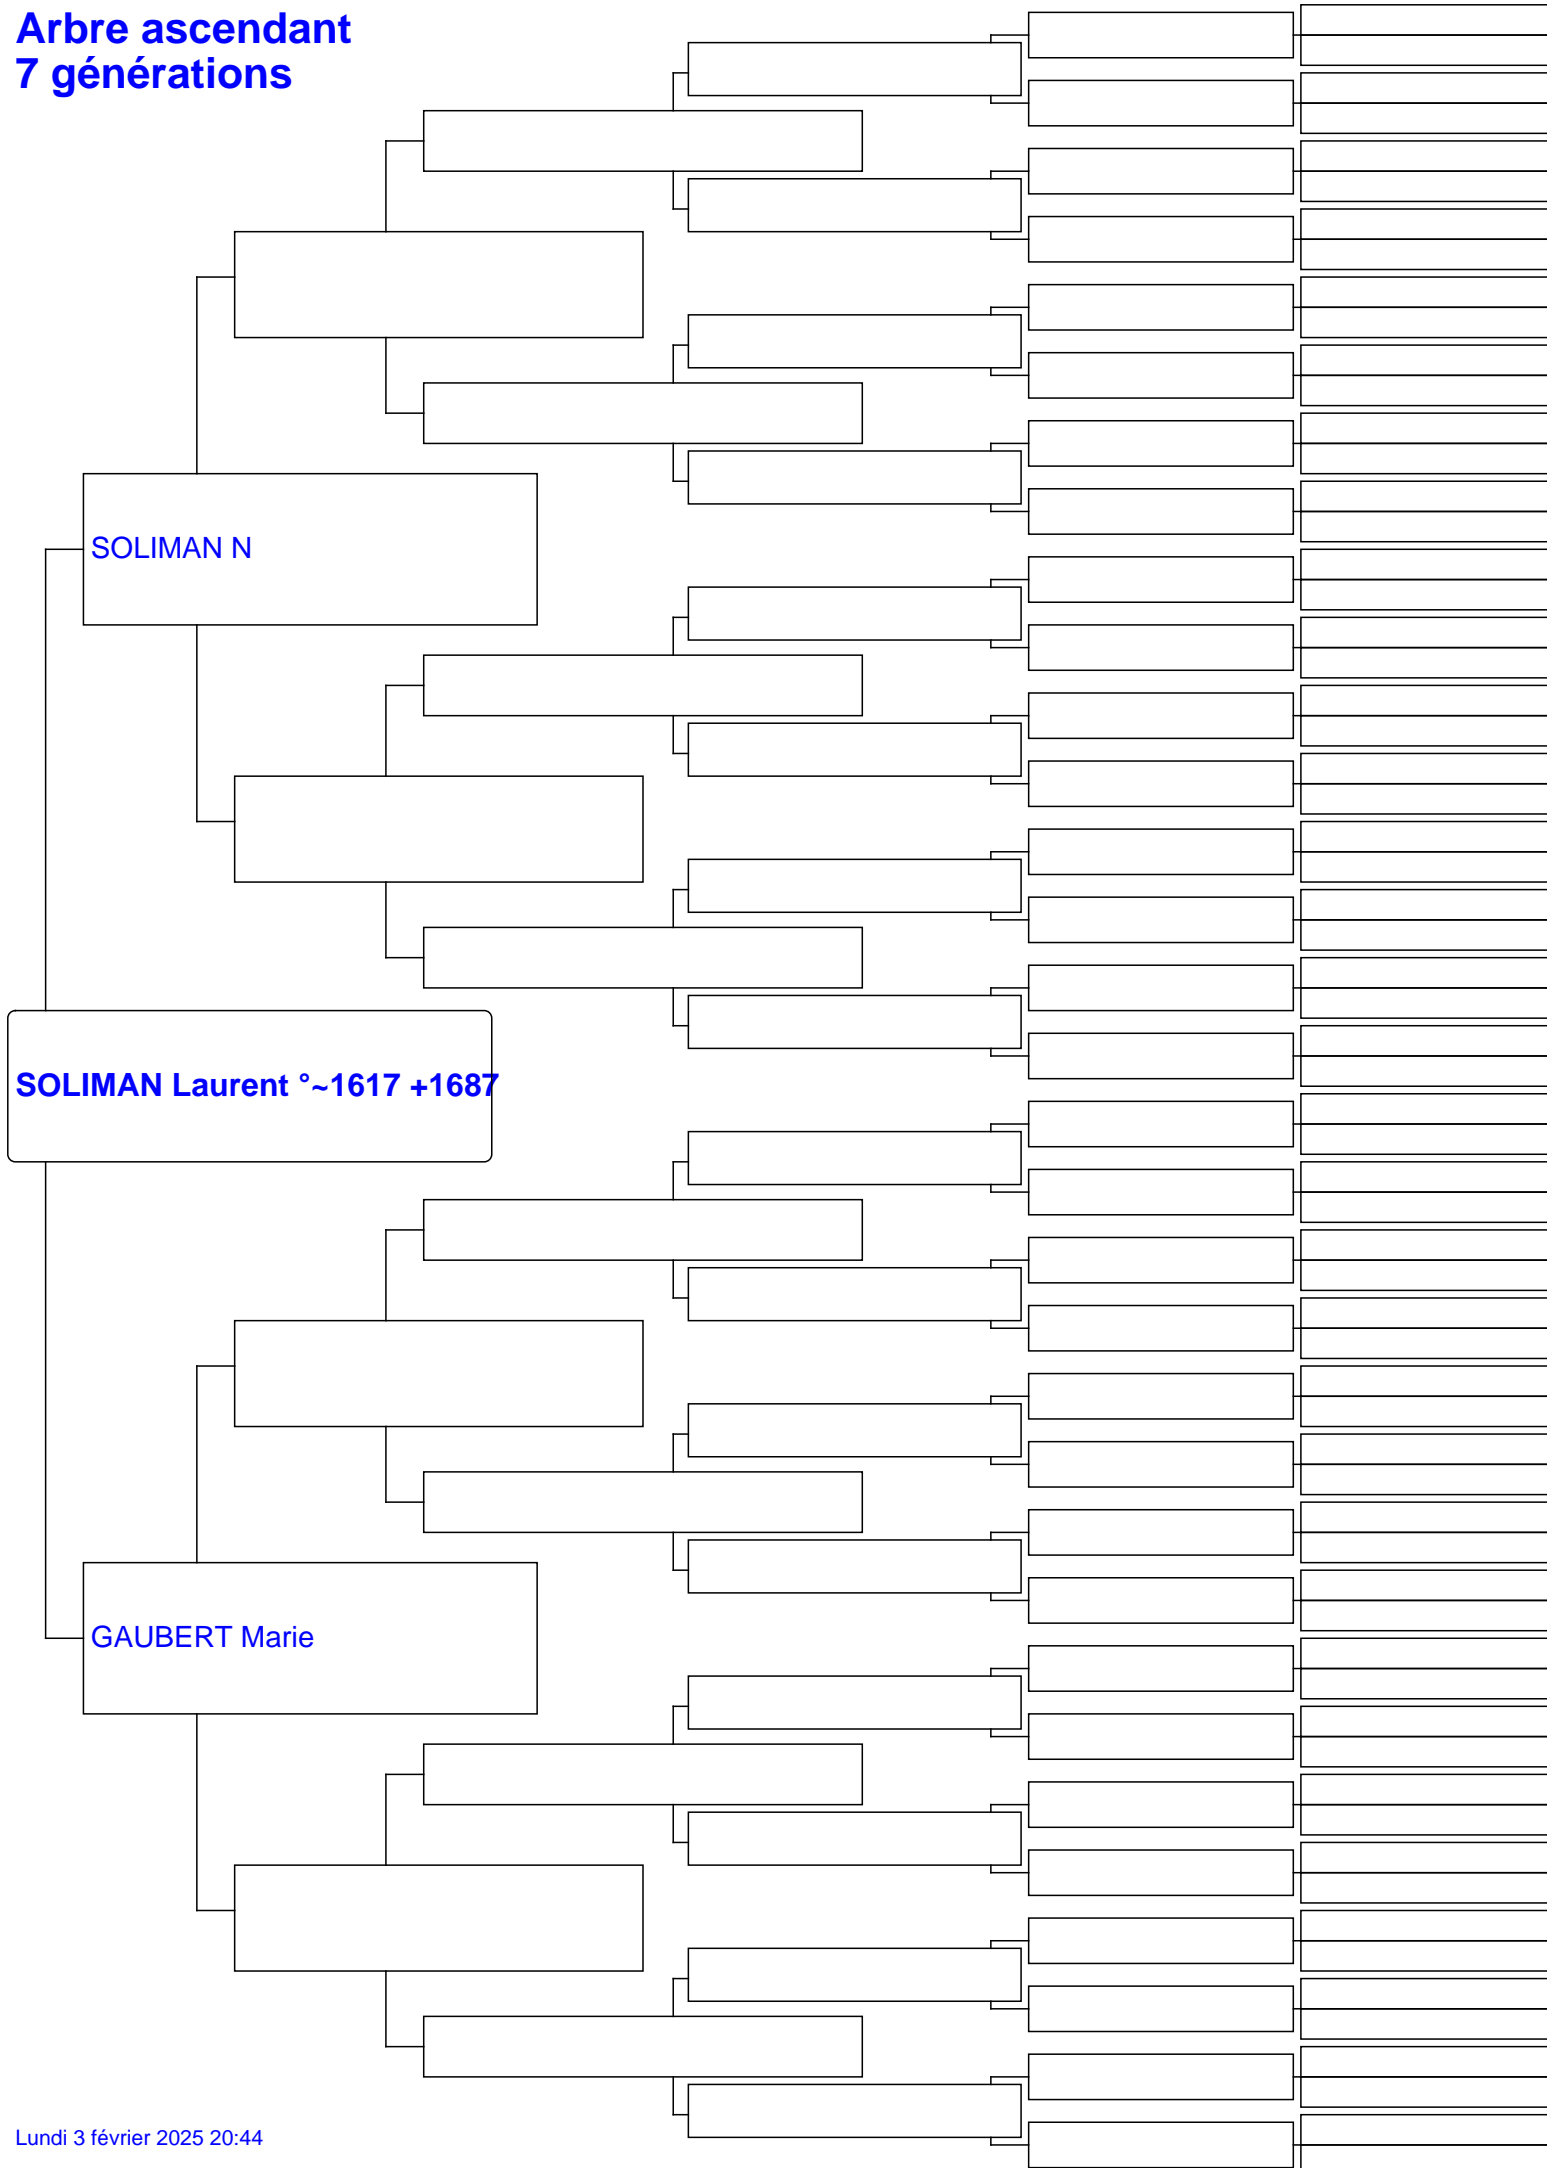 Arbre ascendant
7 générations
SOLIMAN N
SOLIMAN Laurent °~1617 +1687
GAUBERT Marie
Lundi 3 février 2025 20:44